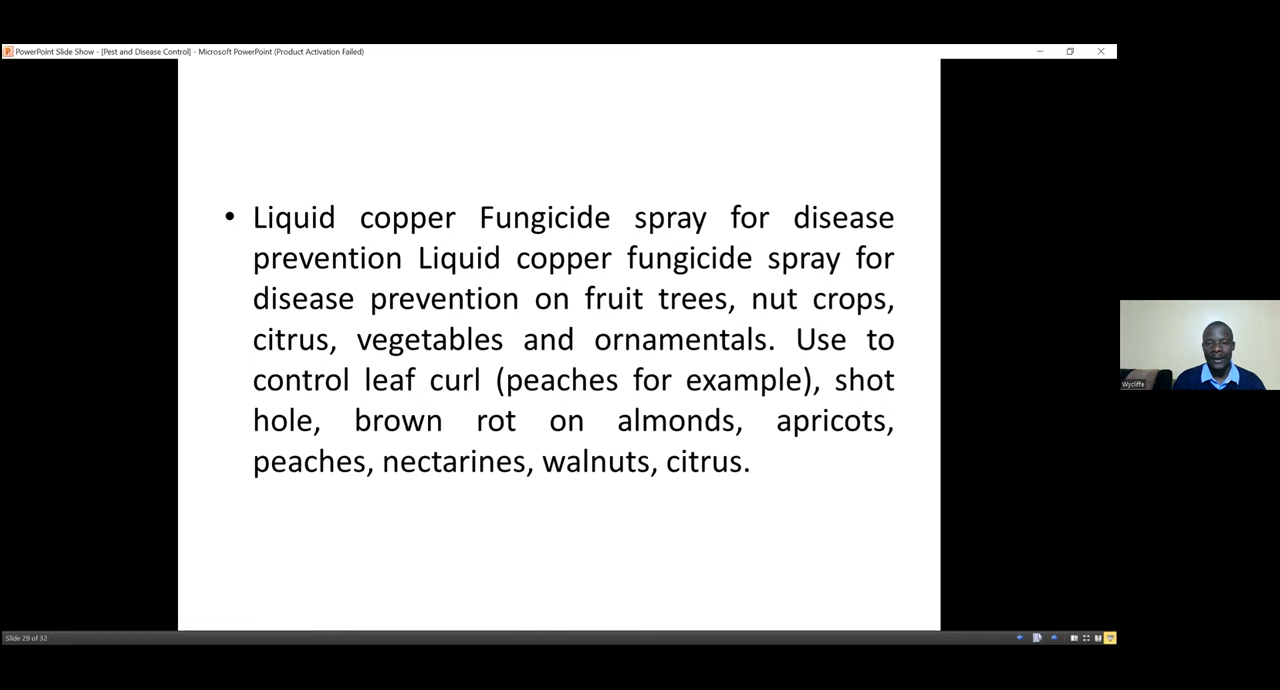 PowerPoint Slide Show - [Pest and Disease Control] - Microsoft PowerPoint (Product Activation Failed)
• Liquid copper Fungicide spray for disease
prevention Liquid copper fungicide spray for
disease prevention on fruit trees, nut crops,
citrus, vegetables and ornamentals. Use to
control leaf curl (peaches for example), shot
hole, brown rot on almonds, apricots,
peaches, nectarines, walnuts, citrus.
Wycliffe
Slide 29 of 32